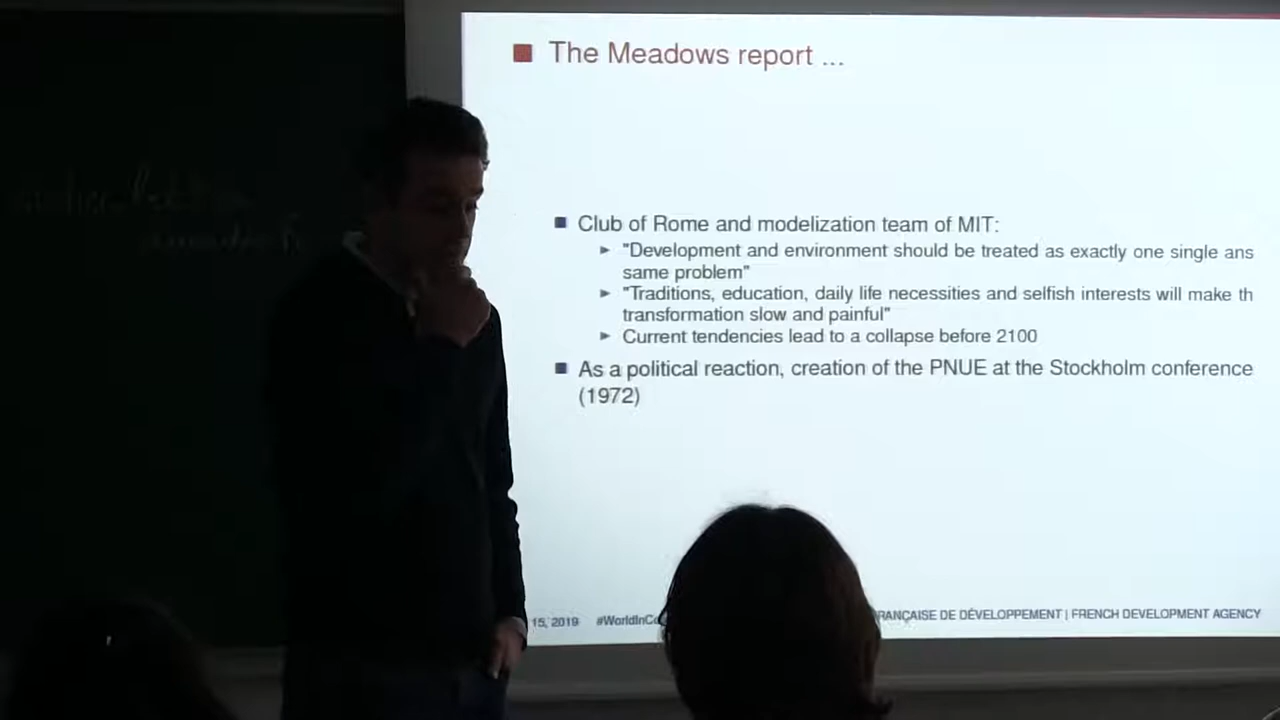 The Meadows report ...
Club of Rome and modelization team of MIT:
"Development and environment should be treated as exactly one single ans
same problem"
"Traditions, education, daily life necessities and selfish interests will make th
transformation slow and painful"
Current tendencies lead to a collapse before 2100
As a political reaction, creation of the PNUE at the Stockholm conference
(1972)
15, 2019 #WorldInCo RANÇAISE DE DÉVELOPPEMENT | FRENCH DEVELOPMENT AGENCY